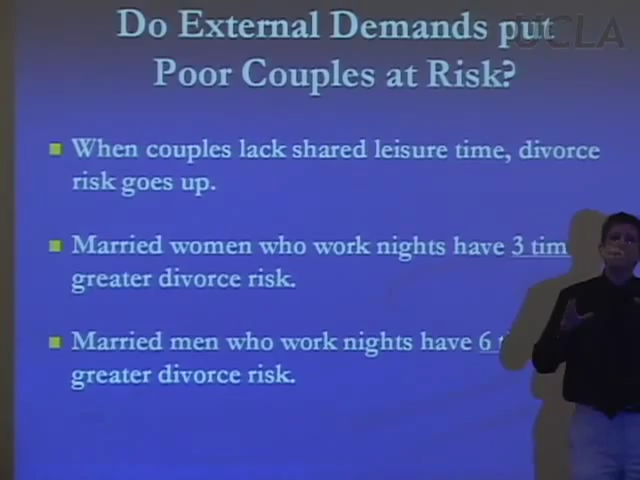 Do External Demands put
Poor Couples at Risk?
UCLA
When couples lack shared leisure time, divorce
risk goes up.
Married women who work nights have 3
greater divorce risk.
Married men who work nights have 6
greater divorce risk.